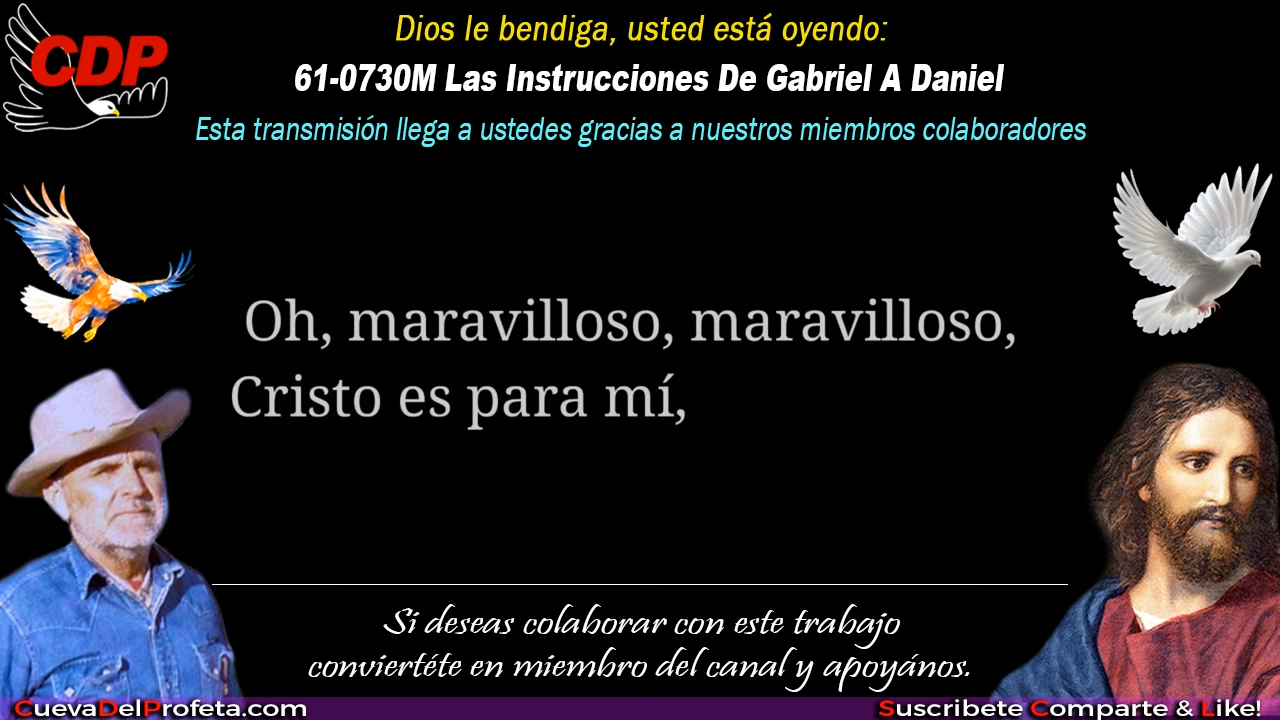 CDP
Dios le bendiga, usted está oyendo:
61-0730M Las Instrucciones De Gabriel A Daniel
Esta transmisión llega a ustedes gracias a nuestros miembros colaboradores
Oh, maravilloso, maravilloso,
Cristo es para mí,
Si deseas colaborar con este trabajo
conviertéte en miembro del canal y apoyános.
CuevaDelProfeta.com
Suscribete Comparte & Like!